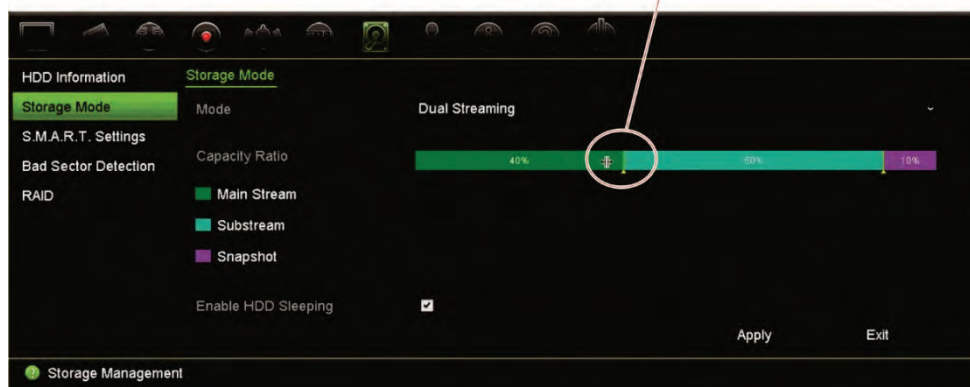 HDD Information
Storage Mode
S.M.A.R.T. Settings
Bad Sector Detection
RAID
Storage Mode
Mode
Dual Streaming
Capacity Ratio
40%
50%
10%
Main Stream
Substream
Snapshot
Enable HDD Sleeping
Apply
Exit
Storage Management